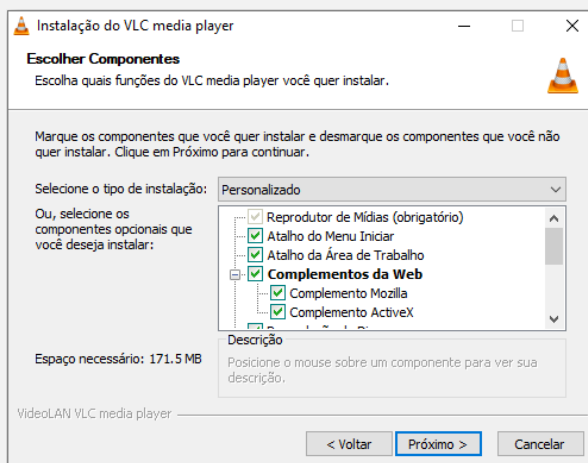 Instalação do VLC media player
Escolher Componentes
Escolha quais funções do VLC media player você quer instalar.
Marque os componentes que você quer instalar e desmarque os componentes que você não
quer instalar. Clique em Próximo para continuar.
Selecione o tipo de instalação:
Personalizado
Ou, selecione os
componentes opcionais que
você deseja instalar:
Reprodutor de Mídias (obrigatório)
Atalho do Menu Iniciar
Atalho da Área de Trabalho
Complementos da Web
Complemento Mozilla
Complemento ActiveX
Espaço necessário: 171.5 MB
Descrição
Posicione o mouse sobre um componente para ver sua
descrição.
VideoLAN VLC media player
< Voltar
Próximo >
Cancelar